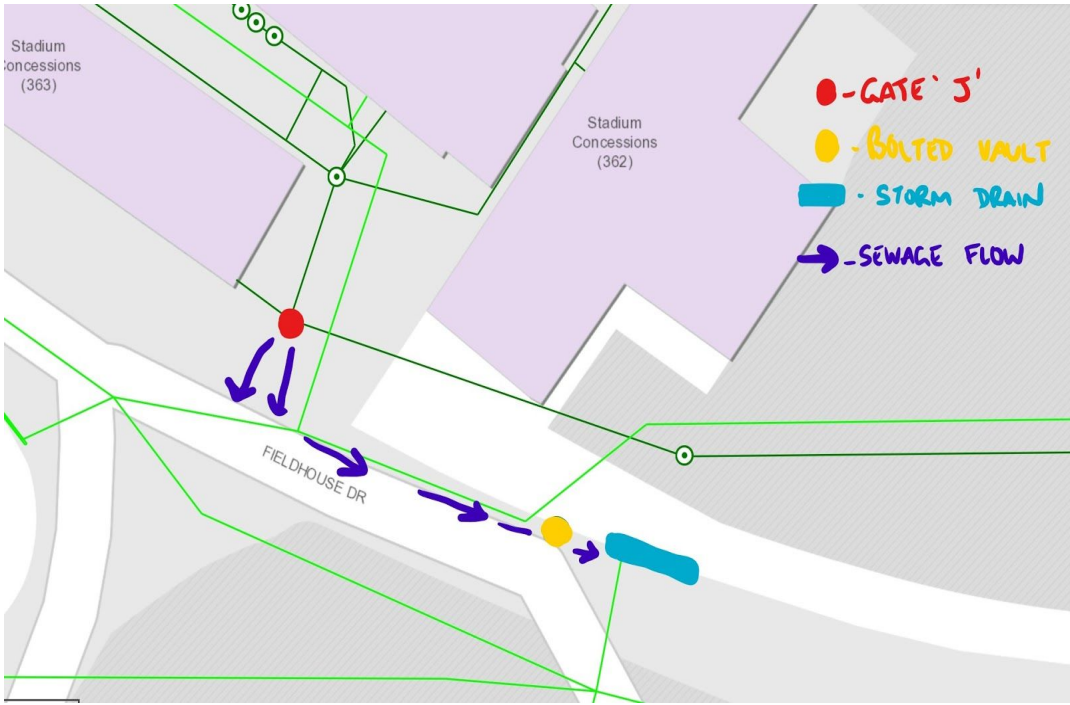 Stadium
Concessions
(363)
Stadium
Concessions
(362)
- GATE 'J'
- BOLTED VAULT
- STORM DRAIN
- SEWAGE FLOW
FIELDHOUSE DR